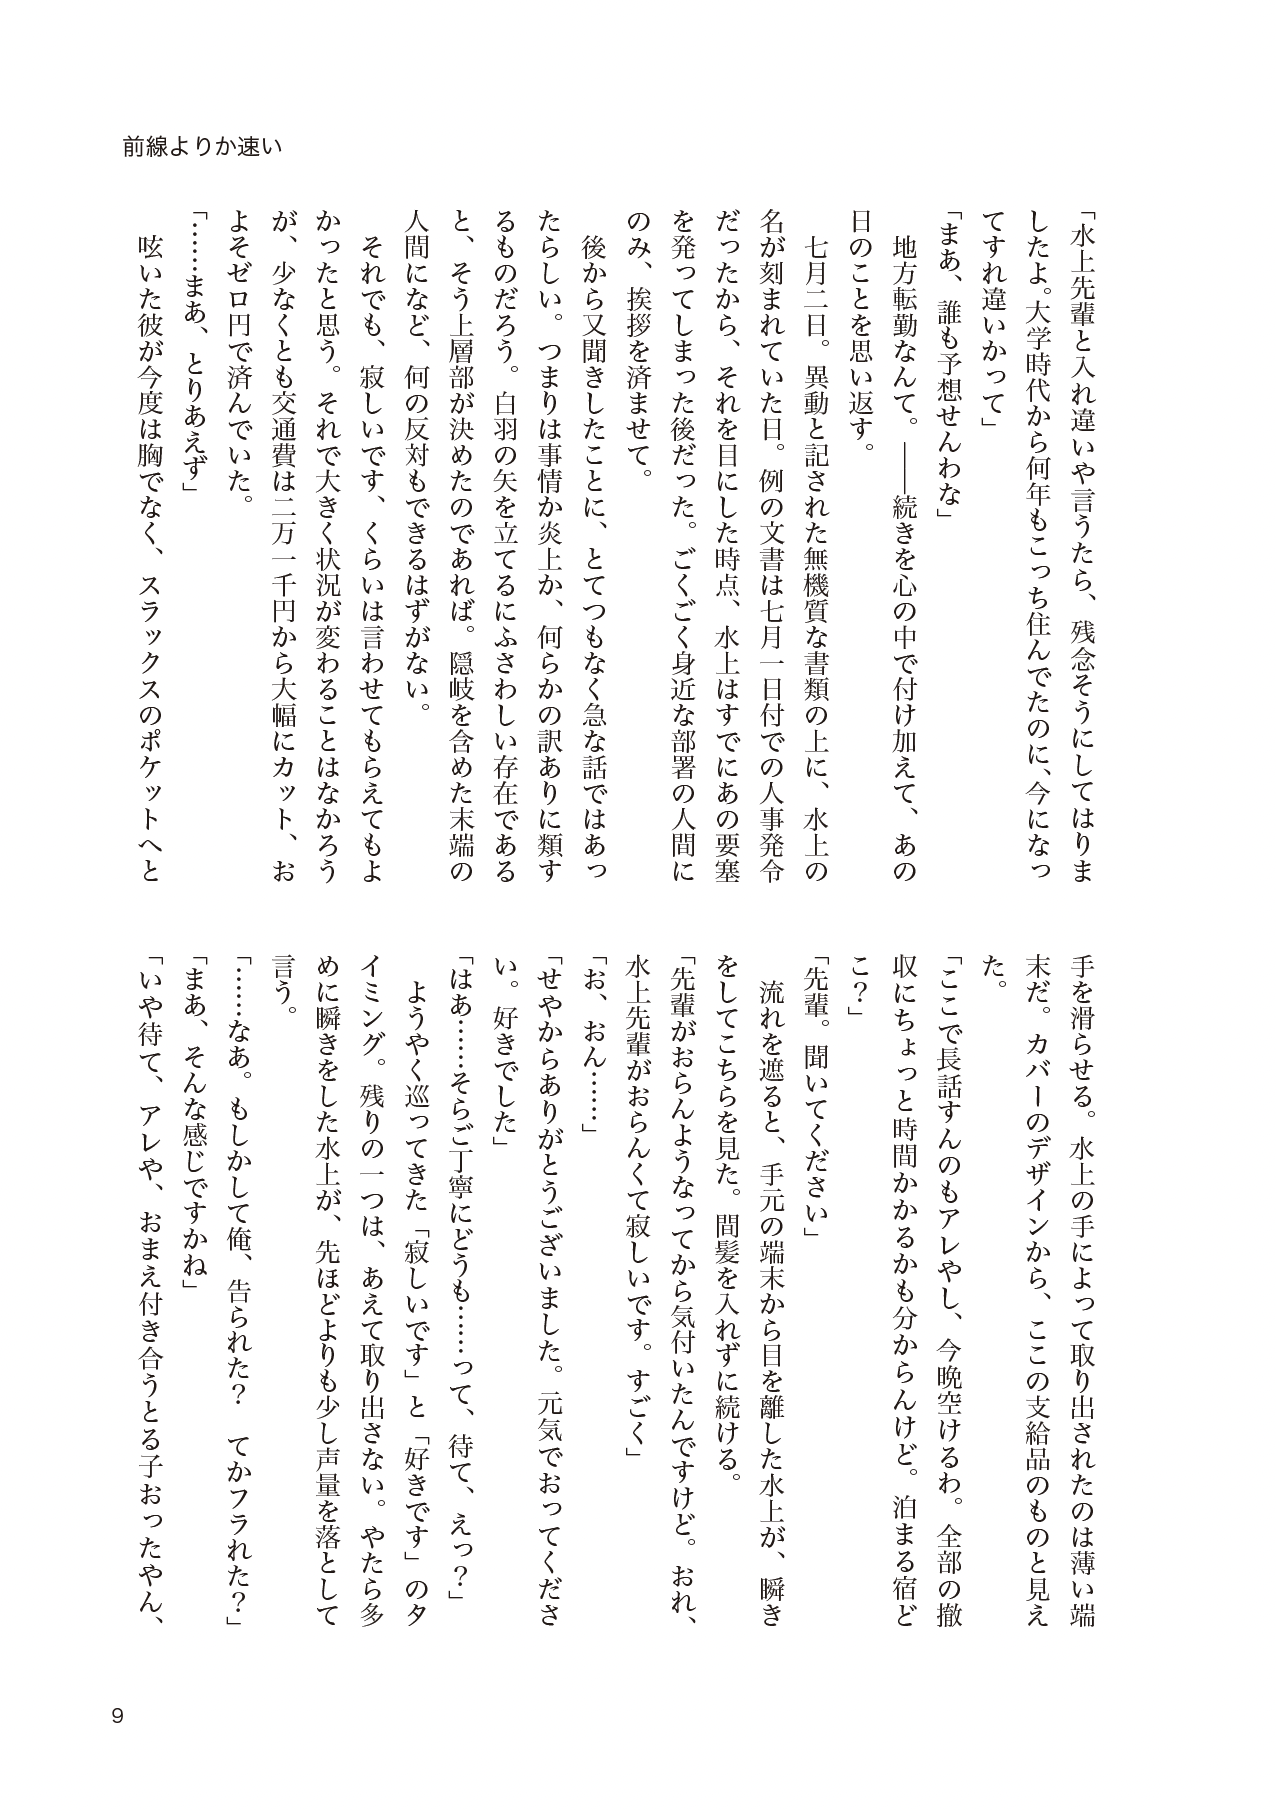 前線よりか速い
「水上先輩と入れ違いや言うたら、残念そうにしてはりま
したよ。大学時代から何年もこっち住んでたのに、今になっ
てすれ違いかって」
「まあ、誰も予想せんわな」
地方転勤なんて。――続きを心の中で付け加えて、あの
日のことを思い返す。
七月二日。異動と記された無機質な書類の上に、水上の
名が刻まれていた日。例の文書は七月一日付での人事発令
だったから、それを目にした時点、水上はすでにあの要塞
を発ってしまった後だった。ごくごく身近な部署の人間に
のみ、挨拶を済ませて。
後から又聞きしたことに、とてつもなく急な話ではあっ
たらしい。つまりは事情か炎上か、何らかの訳ありに類す
るものだろう。白羽の矢を立てるにふさわしい存在である
と、そう上層部が決めたのであれば。隠岐を含めた末端の
人間になど、何の反対もできるはずがない。
それでも、寂しいです、くらいは言わせてもらえてもよ
かったと思う。それで大きく状況が変わることはなかろう
が、少なくとも交通費は二万一千円から大幅にカット、お
よそゼロ円で済んでいた。
「……まあ、とりあえず」
呟いた彼が今度は胸でなく、スラックスのポケットへと
手を滑らせる。水上の手によって取り出されたのは薄い端
末だ。カバーのデザインから、ここの支給品のものと見え
た。
「ここで長話すんのもアレやし、今晩空けるわ。全部の撤
収にちょっと時間かかるかも分からんけど。泊まる宿ど
こ？」
「先輩。聞いてください」
流れを遮ると、手元の端末から目を離した水上が、瞬き
をしてこちらを見た。間髪を入れずに続ける。
「先輩がおらんようなってから気付いたんですけど。おれ、
水上先輩がおらんくて寂しいです。すごく」
「お、おん……」
「せやからありがとうございました。元気でおってくださ
い。好きでした」
「はあ……そらご丁寧にどうも……って、待て、えっ？」
ようやく巡ってきた「寂しいです」と「好きです」のタ
イミング。残りの一つは、あえて取り出さない。やたら多
めに瞬きをした水上が、先ほどよりも少し声量を落として
言う。
「……なあ。もしかして俺、告られた？　てかフラれた？」
「まあ、そんな感じですかね」
「いや待て、アレや、おまえ付き合うとる子おったやん、
9